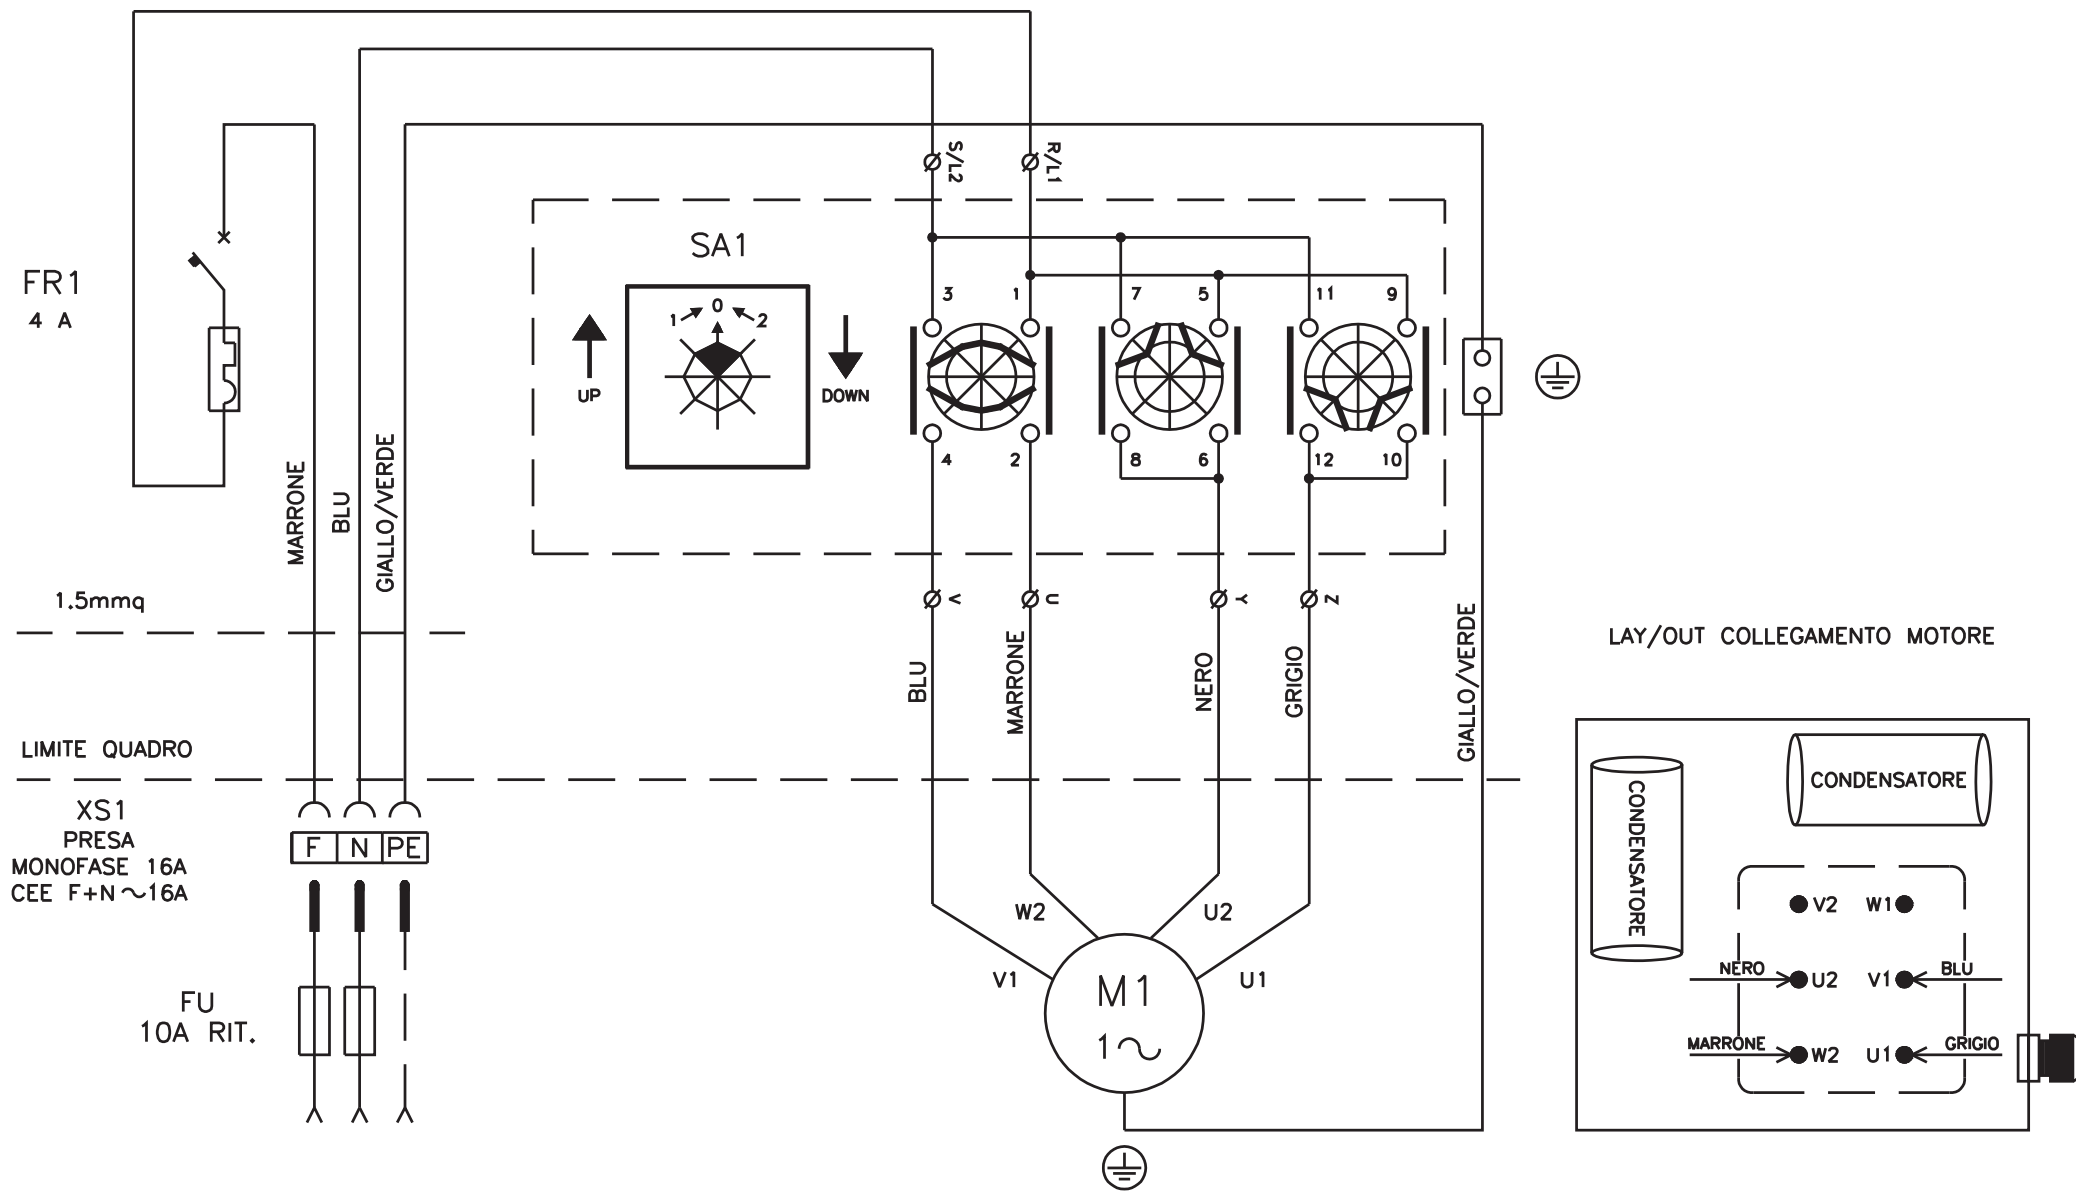 FR1
4 A
MARRONE
BLU
GIALLO/VERDE
1.5mmq
LIMITE QUADRO
XS1
PRESA
MONOFASE 16A
CEE F+N~16A
F N PE
FU
10A RIT.
S/L2
R/L1
SA1
1 0 2
UP
DOWN
3 1 7 5 11 9
4 2 8 6 12 10
V U Y Z
BLU
MARRONE
NERO
GRIGIO
GIALLO/VERDE
W2 U2
V1 U1
M1
1~
LAY/OUT COLLEGAMENTO MOTORE
CONDENSATORE
CONDENSATORE
V2 W1
NERO U2 V1 BLU
MARRONE W2 U1 GRIGIO